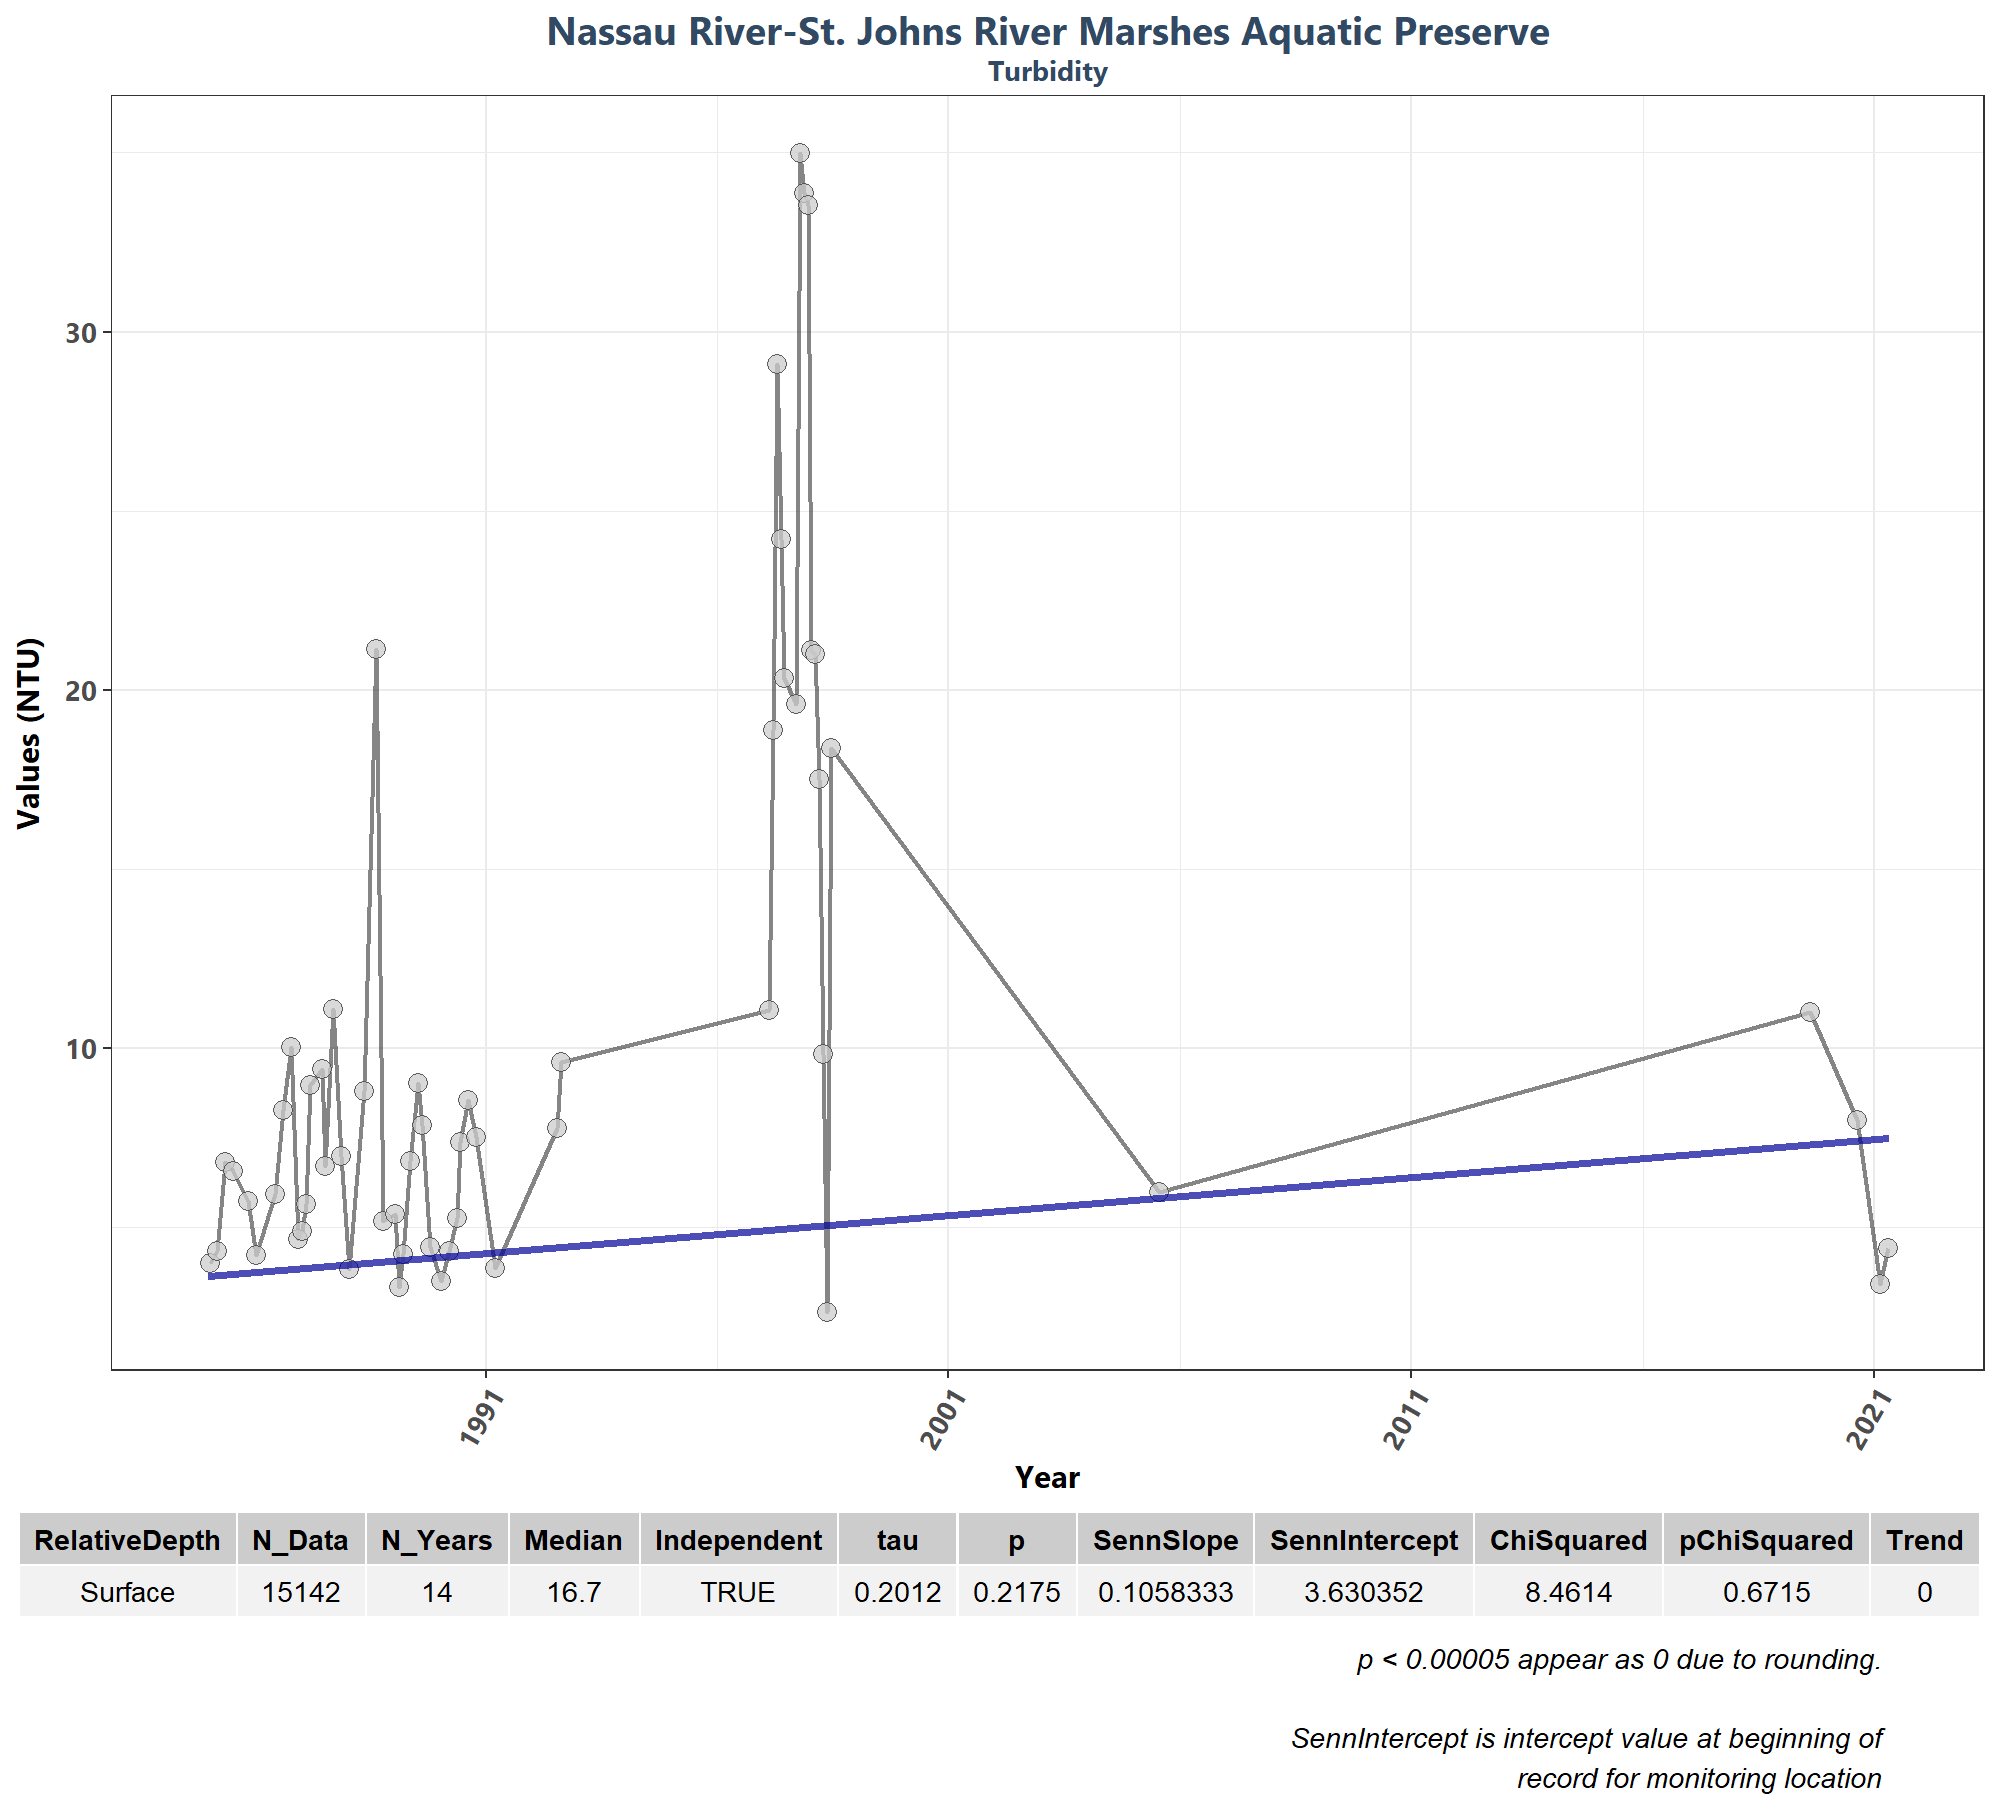 Nassau River-St. Johns River Marshes Aquatic Preserve
Turbidity
Values (NTU)
30
20
10
1991
2001
2011
2021
Year
RelativeDepth N_Data N_Years Median Independent tau p SennSlope SennIntercept ChiSquared pChiSquared Trend
Surface 15142 14 16.7 TRUE 0.2012 0.2175 0.1058333 3.630352 8.4614 0.6715 0
p < 0.00005 appear as 0 due to rounding.
SennIntercept is intercept value at beginning of
record for monitoring location